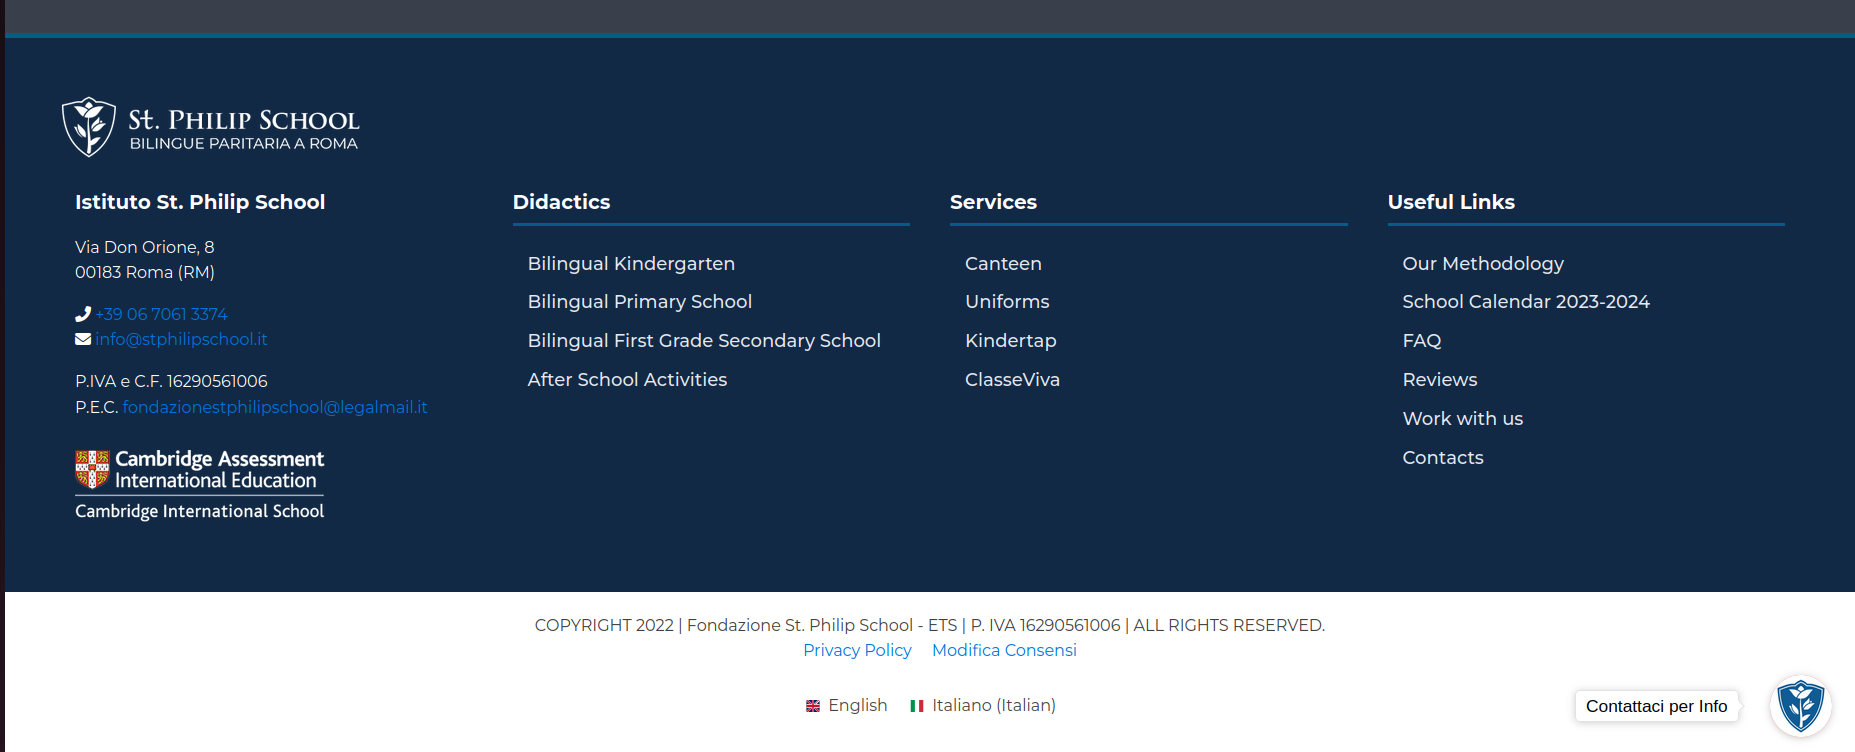 St. Philip School
BILINGUE PARITARIA A ROMA
Istituto St. Philip School
Via Don Orione, 8
00183 Roma (RM)
+39 06 7061 3374
info@stphilipschool.it
P.IVA e C.F. 16290561006
P.E.C. fondazionestphilipschool@legalmail.it
Cambridge Assessment
International Education
Cambridge International School
Didactics
Bilingual Kindergarten
Bilingual Primary School
Bilingual First Grade Secondary School
After School Activities
Services
Canteen
Uniforms
Kindertap
ClasseViva
Useful Links
Our Methodology
School Calendar 2023-2024
FAQ
Reviews
Work with us
Contacts
COPYRIGHT 2022 | Fondazione St. Philip School - ETS | P. IVA 16290561006 | ALL RIGHTS RESERVED.
Privacy Policy Modifica Consensi
English Italiano (Italian)
Contattaci per Info